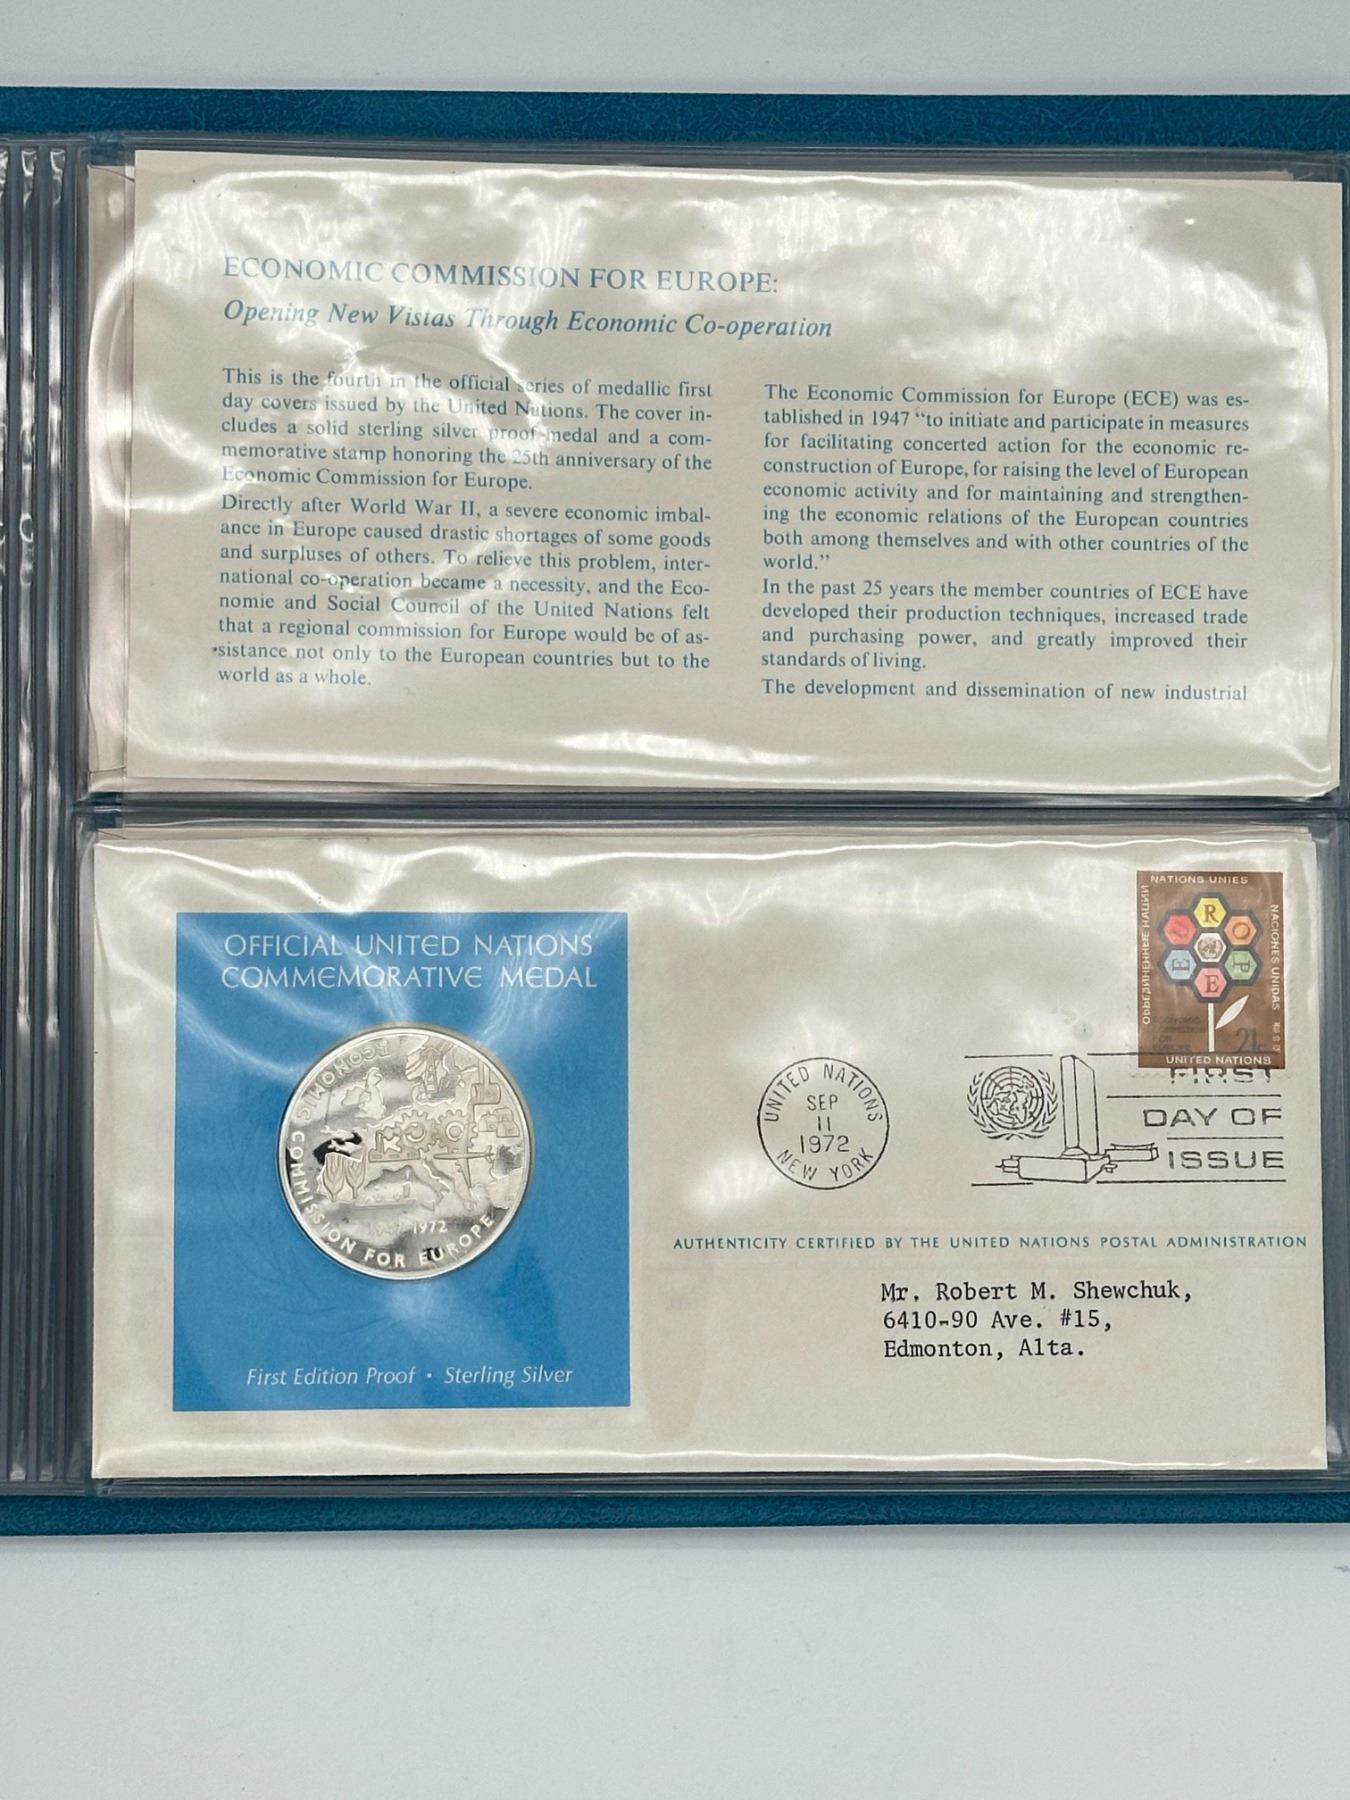 ECONOMIC COMMISSION FOR EUROPE:
Opening New Vistas Through Economic Co-operation
This is the fourth in the official series of medallic first
day covers issued by the United Nations. The cover in-
cludes a solid sterling silver proof medal and a com-
memorative stamp honoring the 25th anniversary of the
Economic Commission for Europe.
Directly after World War II, a severe economic imbal-
ance in Europe caused drastic shortages of some goods
and surpluses of others. To relieve this problem, inter-
national co-operation became a necessity, and the Eco-
nomic and Social Council of the United Nations felt
that a regional commission for Europe would be of as-
sistance not only to the European countries but to the
world as a whole.
The Economic Commission for Europe (ECE) was es-
tablished in 1947 “to initiate and participate in measures
for facilitating concerted action for the economic re-
construction of Europe, for raising the level of European
economic activity and for maintaining and strengthen-
ing the economic relations of the European countries
both among themselves and with other countries of the
world.”
In the past 25 years the member countries of ECE have
developed their production techniques, increased trade
and purchasing power, and greatly improved their
standards of living.
The development and dissemination of new industrial
OFFICIAL UNITED NATIONS
COMMEMORATIVE MEDAL
ECONOMIC COMMISSION FOR EUROPE
1947-1972
First Edition Proof • Sterling Silver
NATIONS UNIES
ОБЪЕДИНЕННЫЕ НАЦИИ
NACIONES UNIDAS
EUROPE
ECONOMIC
COMMISSION
FOR
EUROPE
21c
UNITED NATIONS
UNITED NATIONS
SEP
11
1972
NEW YORK
FIRST
DAY OF
ISSUE
AUTHENTICITY CERTIFIED BY THE UNITED NATIONS POSTAL ADMINISTRATION
Mr. Robert M. Shewchuk,
6410-90 Ave. #15,
Edmonton, Alta.